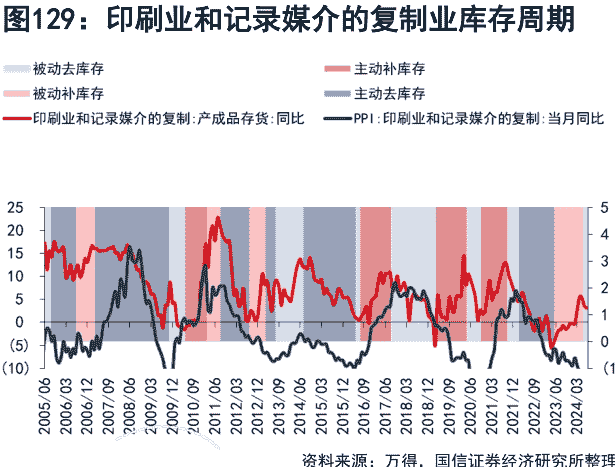 图129：印刷业和记录媒介的复制业库存周期
被动去库存 主动补库存
被动补库存 主动去库存
印刷业和记录媒介的复制:产成品存货:同比 PPI:印刷业和记录媒介的复制:当月同比
25 5
20 4
15 3
10 2
5 1
0 0
(5)
(10) (1
2005/06 2006/03 2006/12 2007/09 2008/06 2009/03 2009/12 2010/09 2011/06 2012/03 2012/12 2013/09 2014/06 2015/03 2015/12 2016/09 2017/06 2018/03 2018/12 2019/09 2020/06 2021/03 2021/12 2022/09 2023/06 2024/03
资料来源：万得，国信证券经济研究所整理